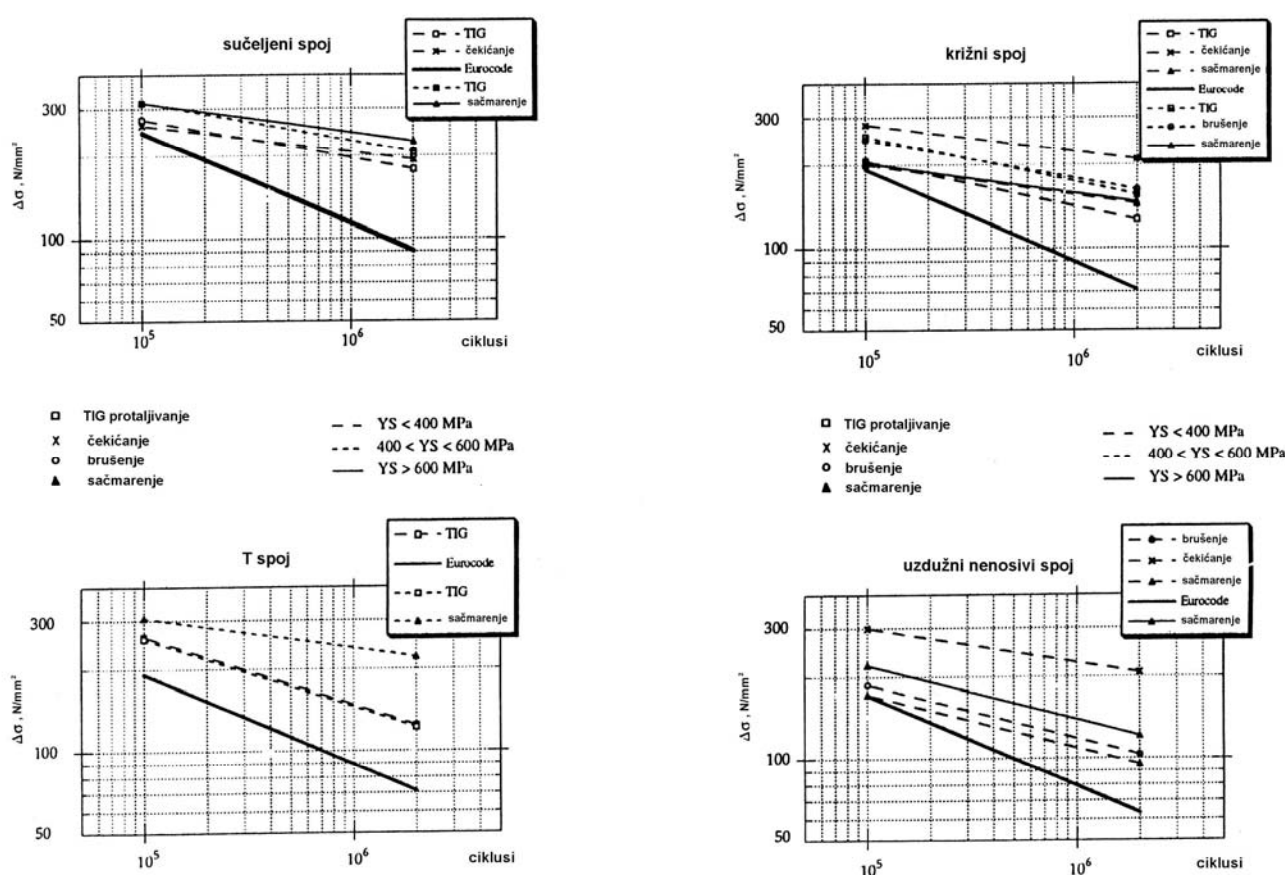 sučeljeni spoj
TIG
čekićanje
Eurocode
TIG
sačmarenje
300
100
50
Δσ , N/mm²
10⁵
10⁶
ciklusi
križni spoj
TIG
čekićanje
sačmarenje
Eurocode
TIG
brušenje
sačmarenje
300
100
50
Δσ , N/mm²
10⁵
10⁶
ciklusi
TIG protaljivanje
čekićanje
brušenje
sačmarenje
YS < 400 MPa
400 < YS < 600 MPa
YS > 600 MPa
TIG protaljivanje
čekićanje
brušenje
sačmarenje
YS < 400 MPa
400 < YS < 600 MPa
YS > 600 MPa
T spoj
TIG
Eurocode
TIG
sačmarenje
300
100
50
Δσ , N/mm²
10⁵
10⁶
ciklusi
uzdužni nenosivi spoj
brušenje
čekićanje
sačmarenje
Eurocode
sačmarenje
300
100
50
Δσ , N/mm²
10⁵
10⁶
ciklusi